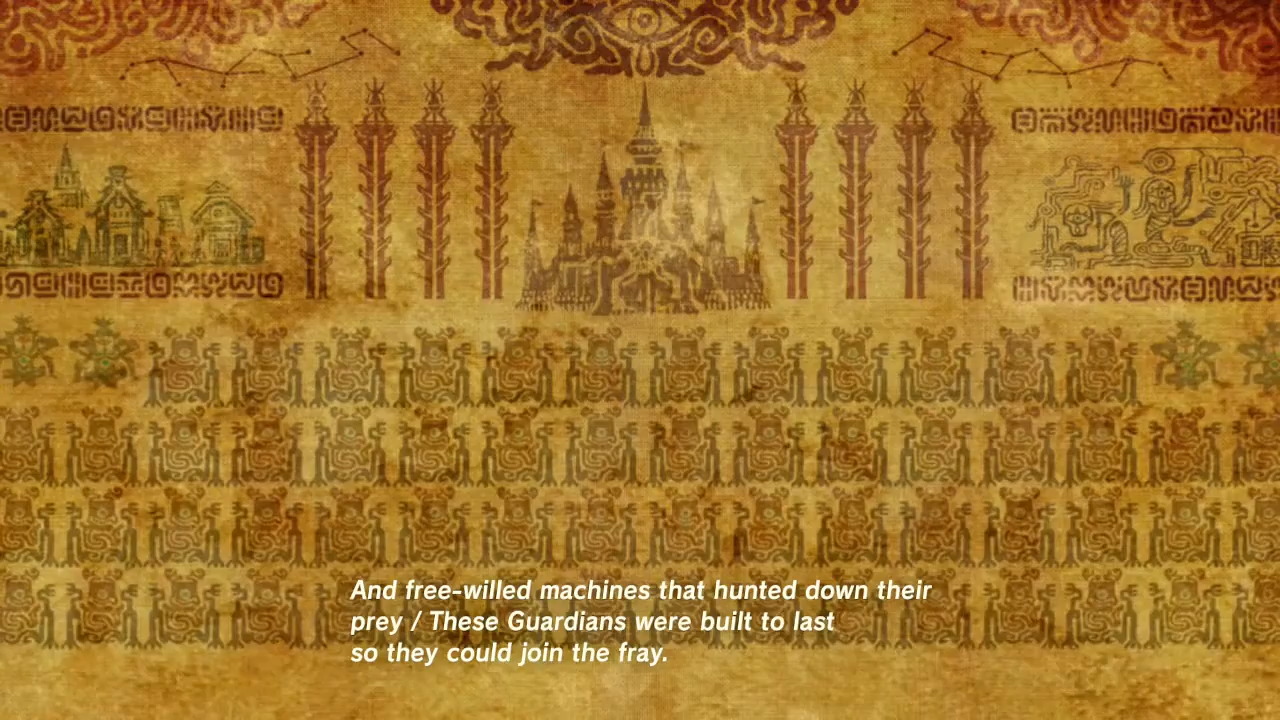 And free-willed machines that hunted down their
prey / These Guardians were built to last
so they could join the fray.